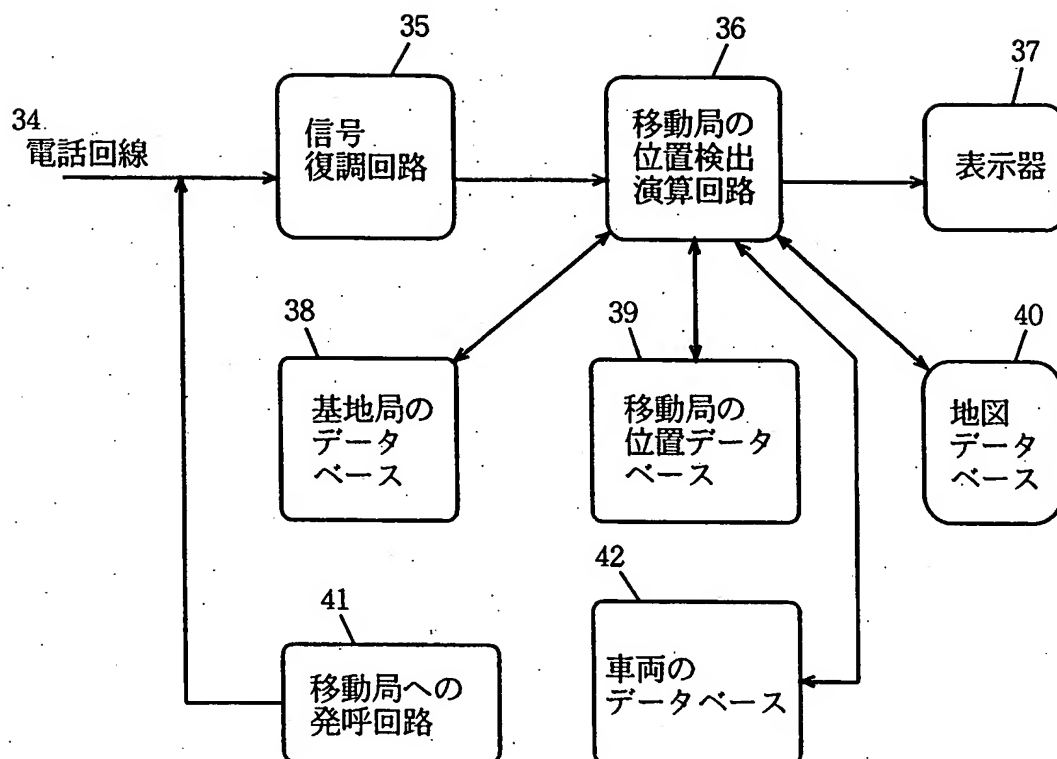 35
36
37
34
電話回線
信号
復調回路
移動局の
位置検出
演算回路
表示器
38
39
40
基地局の
データ
ベース
移動局の
位置データ
ベース
地図
データ
ベース
41
42
移動局への
発呼回路
車両の
データベース